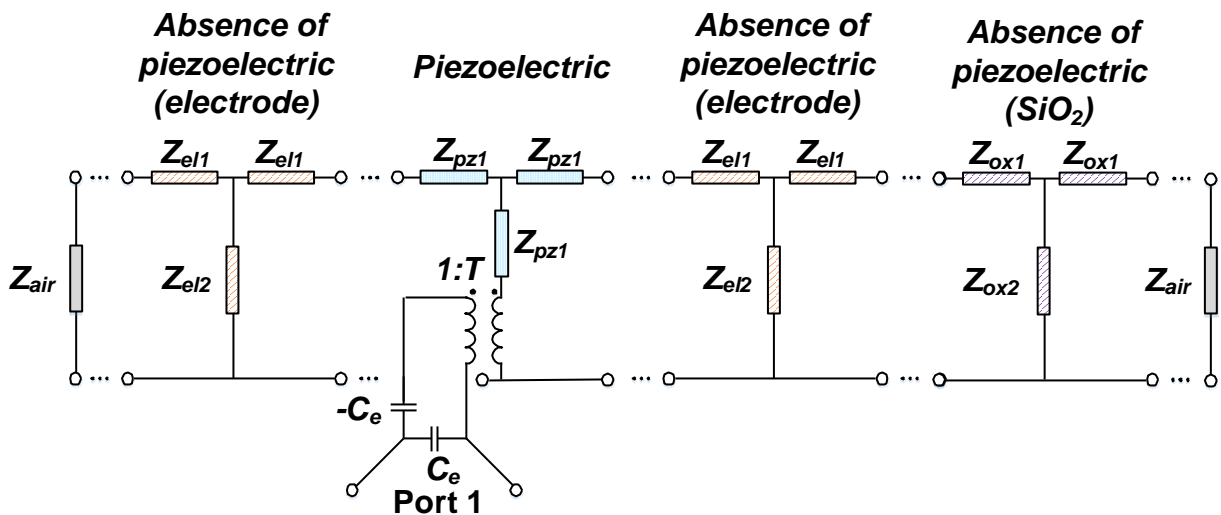 Absence of
piezoelectric
(electrode)
Piezoelectric
Absence of
piezoelectric
(electrode)
Absence of
piezoelectric
(SiO2)
Zel1 Zel1
Zpz1 Zpz1
Zel1 Zel1
Zox1 Zox1
...
...
...
...
...
Zair
Zel2
Zpz1
1:T
Zel2
Zox2
Zair
...
...
...
...
...
-Ce
Ce
Port 1